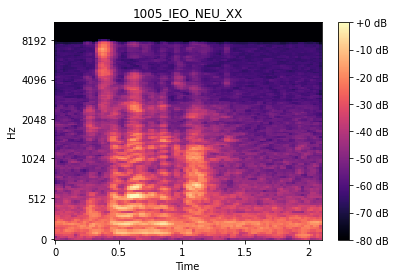 1005_IEO_NEU_XX
Hz
8192
4096
2048
1024
512
0
0
0.5
1
1.5
2
Time
+0 dB
-10 dB
-20 dB
-30 dB
-40 dB
-50 dB
-60 dB
-70 dB
-80 dB